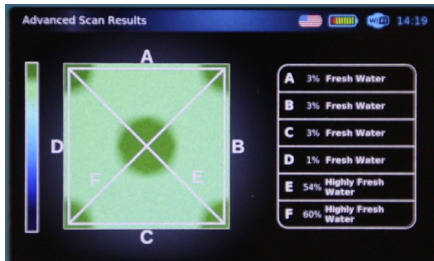 Advanced Scan Results
WiFi 14:19
A
D
B
F
E
C
A 3% Fresh Water
B 3% Fresh Water
C 3% Fresh Water
D 1% Fresh Water
E 54% Highly Fresh
Water
F 60% Highly Fresh
Water